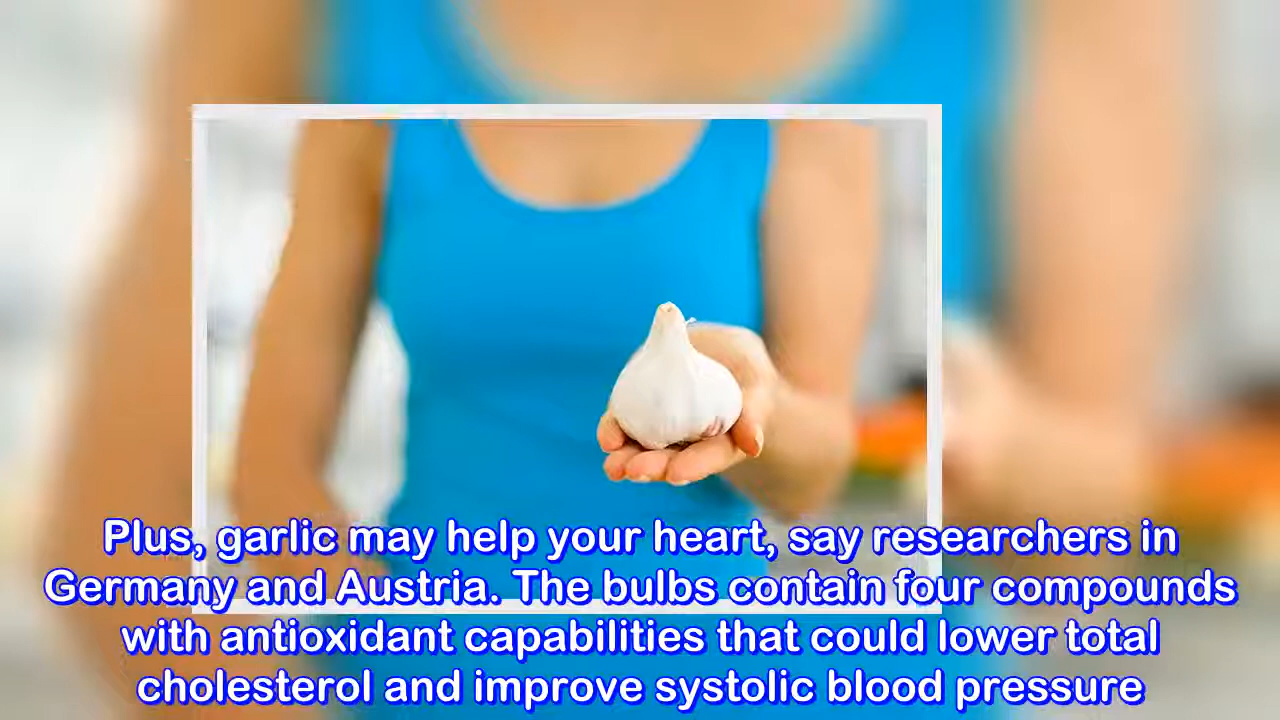 Plus, garlic may help your heart, say researchers in
Germany and Austria. The bulbs contain four compounds
with antioxidant capabilities that could lower total
cholesterol and improve systolic blood pressure